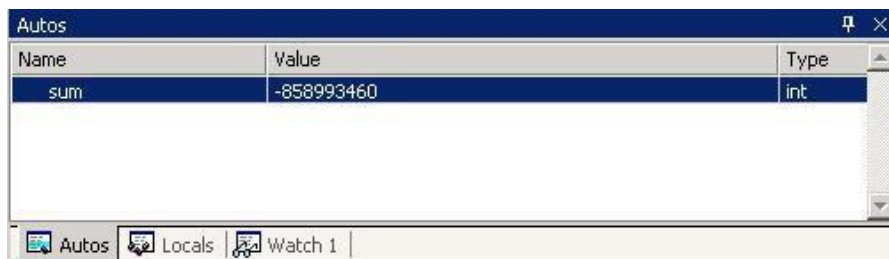 Autos
Name Value Type
sum -858993460 int
Autos Locals Watch 1